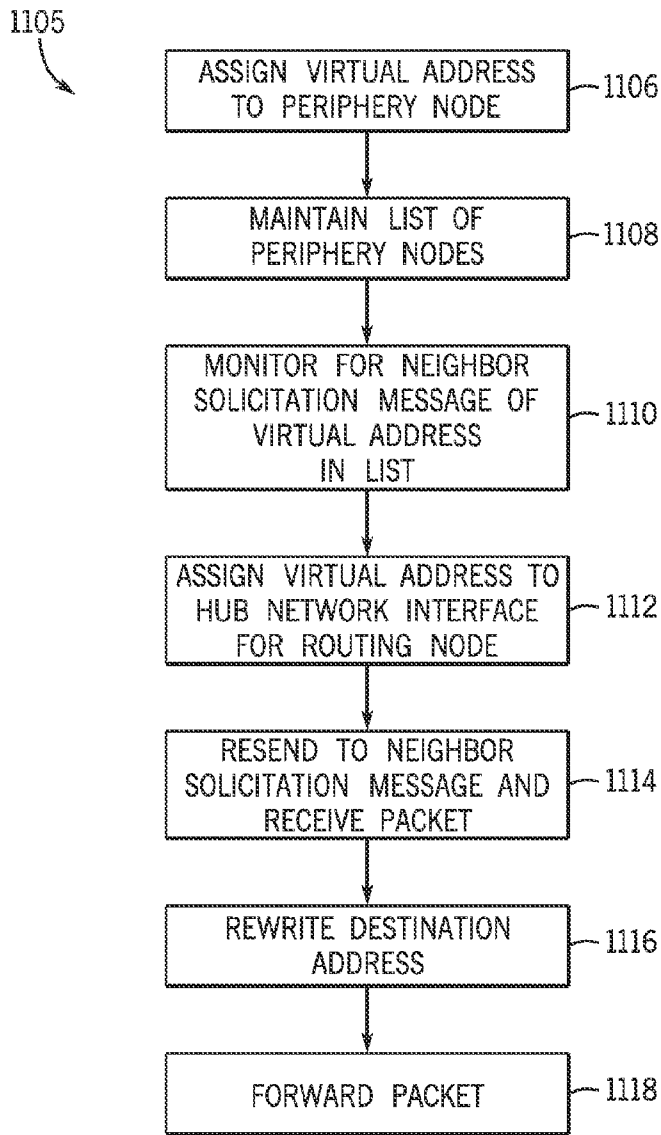 1105
ASSIGN VIRTUAL ADDRESS
TO PERIPHERY NODE
1106
MAINTAIN LIST OF
PERIPHERY NODES
1108
MONITOR FOR NEIGHBOR
SOLICITATION MESSAGE OF
VIRTUAL ADDRESS
IN LIST
1110
ASSIGN VIRTUAL ADDRESS TO
HUB NETWORK INTERFACE
FOR ROUTING NODE
1112
RESEND TO NEIGHBOR
SOLICITATION MESSAGE AND
RECEIVE PACKET
1114
REWRITE DESTINATION
ADDRESS
1116
FORWARD PACKET
1118